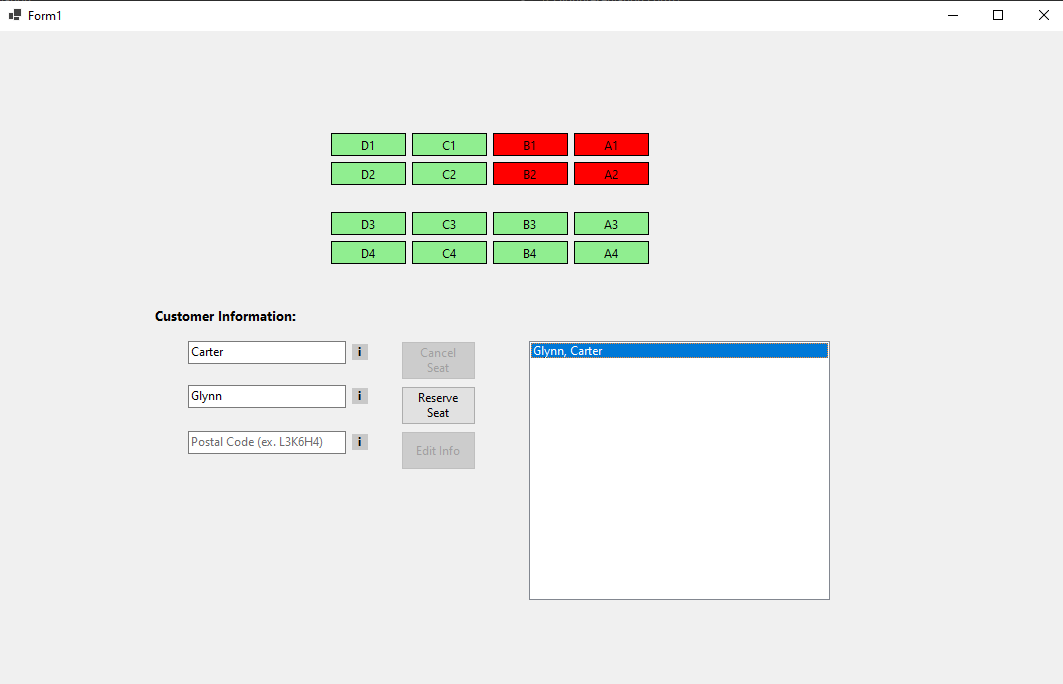 Form1
D1 C1 B1 A1
D2 C2 B2 A2
D3 C3 B3 A3
D4 C4 B4 A4
Customer Information:
Carter i
Glynn i
Postal Code (ex. L3K6H4) i
Cancel
Seat
Reserve
Seat
Edit Info
Glynn, Carter